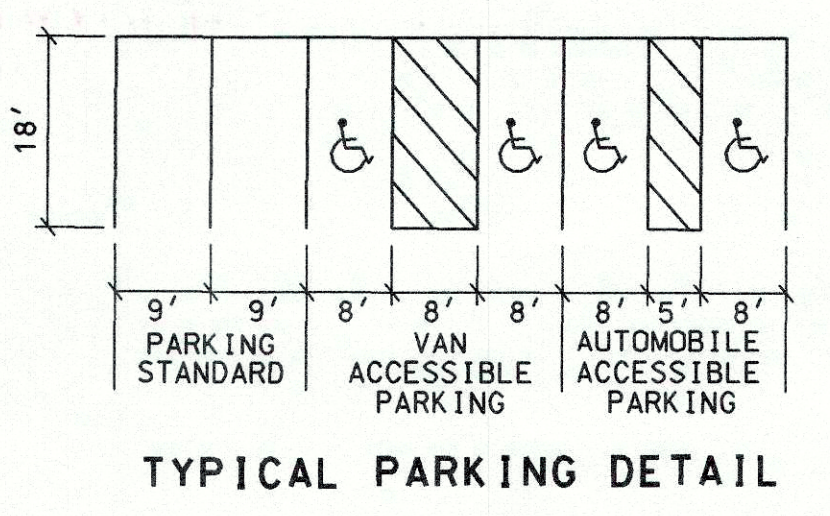 18'
9' 9' 8' 8' 8' 8' 5' 8'
PARKING
STANDARD
VAN
ACCESSIBLE
PARKING
AUTOMOBILE
ACCESSIBLE
PARKING
TYPICAL PARKING DETAIL